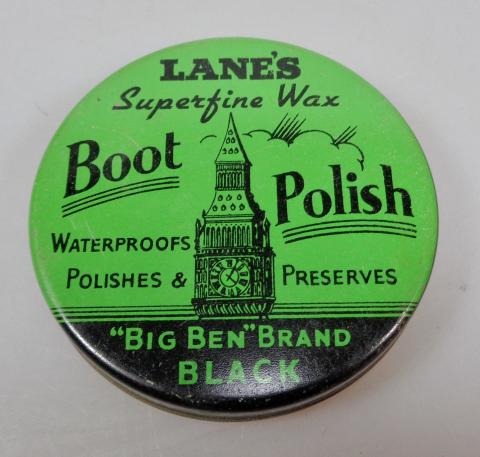 LANE'S
Superfine Wax
Boot
Polish
WATERPROOFS
POLISHES & PRESERVES
"BIG BEN" BRAND
BLACK